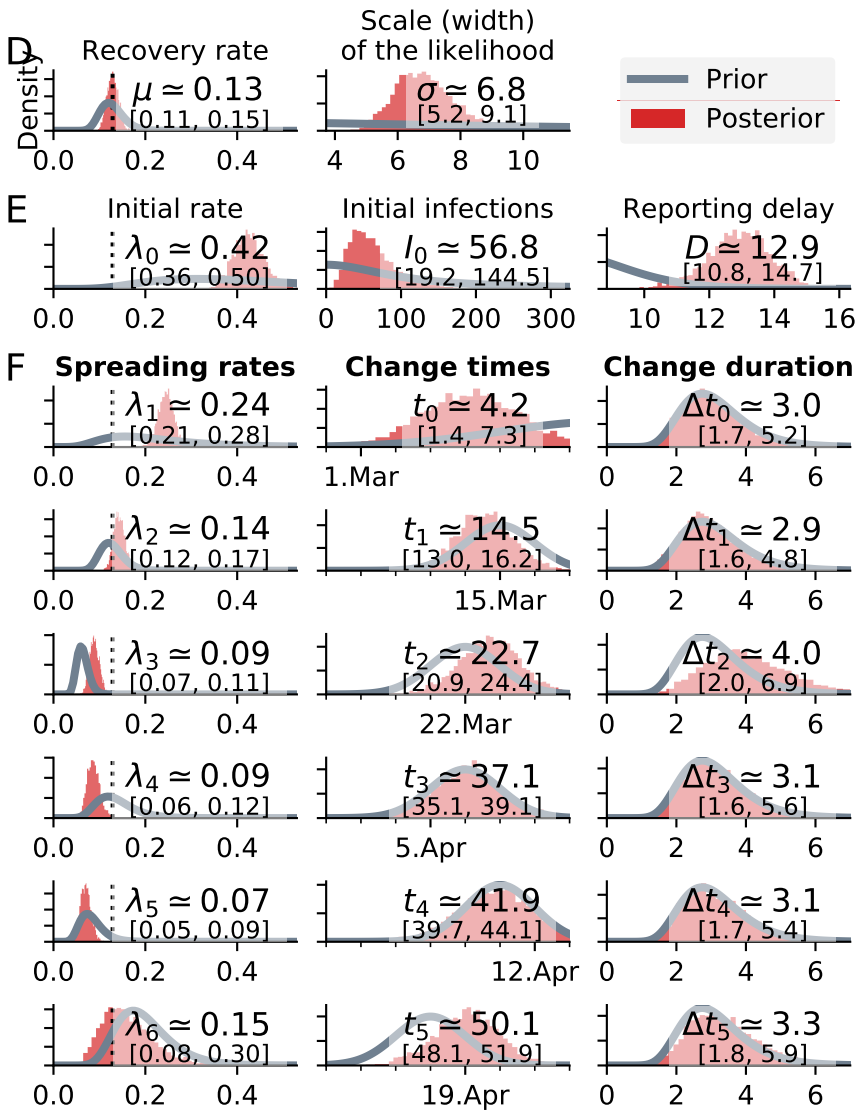 D
Recovery rate
Scale (width)
of the likelihood
Density
μ ≃ 0.13
[0.11, 0.15]
0.0 0.2 0.4
σ ≃ 6.8
[5.2, 9.1]
4 6 8 10
Prior
Posterior
E
Initial rate
λ0 ≃ 0.42
[0.36, 0.50]
0.0 0.2 0.4
Initial infections
I0 ≃ 56.8
[19.2, 144.5]
0 100 200 300
Reporting delay
D ≃ 12.9
[10.8, 14.7]
10 12 14 16
F
Spreading rates Change times Change duration
λ1 ≃ 0.24
[0.21, 0.28]
0.0 0.2 0.4
t0 ≃ 4.2
[1.4, 7.3]
1.Mar
Δt0 ≃ 3.0
[1.7, 5.2]
0 2 4 6
λ2 ≃ 0.14
[0.12, 0.17]
0.0 0.2 0.4
t1 ≃ 14.5
[13.0, 16.2]
15.Mar
Δt1 ≃ 2.9
[1.6, 4.8]
0 2 4 6
λ3 ≃ 0.09
[0.07, 0.11]
0.0 0.2 0.4
t2 ≃ 22.7
[20.9, 24.4]
22.Mar
Δt2 ≃ 4.0
[2.0, 6.9]
0 2 4 6
λ4 ≃ 0.09
[0.06, 0.12]
0.0 0.2 0.4
t3 ≃ 37.1
[35.1, 39.1]
5.Apr
Δt3 ≃ 3.1
[1.6, 5.6]
0 2 4 6
λ5 ≃ 0.07
[0.05, 0.09]
0.0 0.2 0.4
t4 ≃ 41.9
[39.7, 44.1]
12.Apr
Δt4 ≃ 3.1
[1.7, 5.4]
0 2 4 6
λ6 ≃ 0.15
[0.08, 0.30]
0.0 0.2 0.4
t5 ≃ 50.1
[48.1, 51.9]
19.Apr
Δt5 ≃ 3.3
[1.8, 5.9]
0 2 4 6